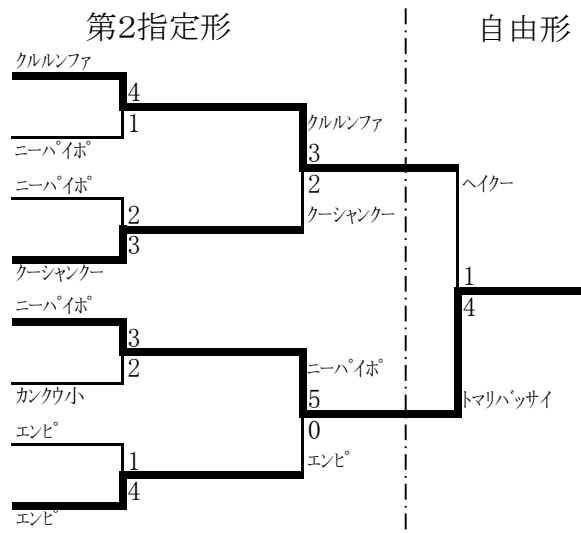 第2指定形
自由形
クルルンファ
4
1
ニーパイポ
クルルンファ
3
2
クーシャンクー
ニーパイポ
2
3
クーシャンクー
ヘイクー
1
4
トマリバッサイ
ニーパイポ
3
2
カンクウ小
ニーパイポ
5
0
エンピ
エンピ
1
4
エンピ